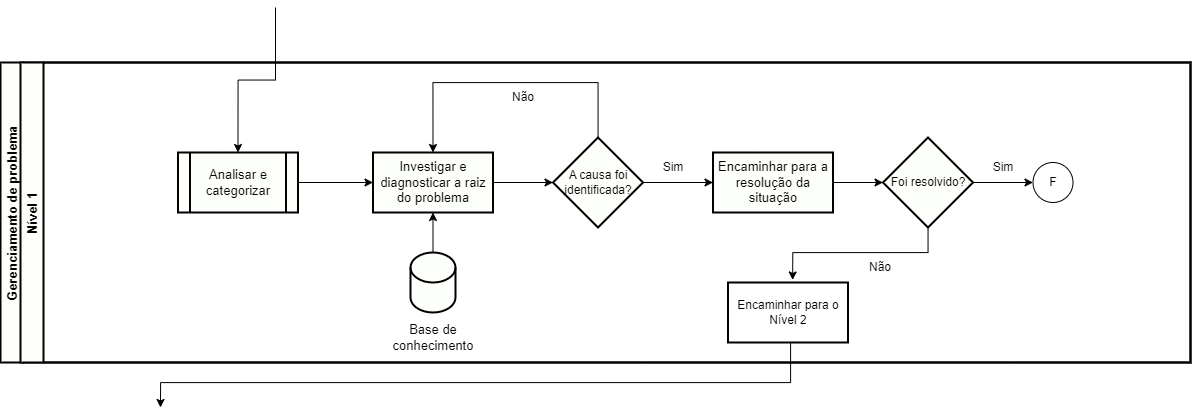 Gerenciamento de problema
Nível 1
Não
Analisar e
categorizar
Investigar e
diagnosticar a raiz
do problema
A causa foi
identificada?
Sim
Encaminhar para a
resolução da
situação
Foi resolvido?
Sim
F
Não
Encaminhar para o
Nível 2
Base de
conhecimento